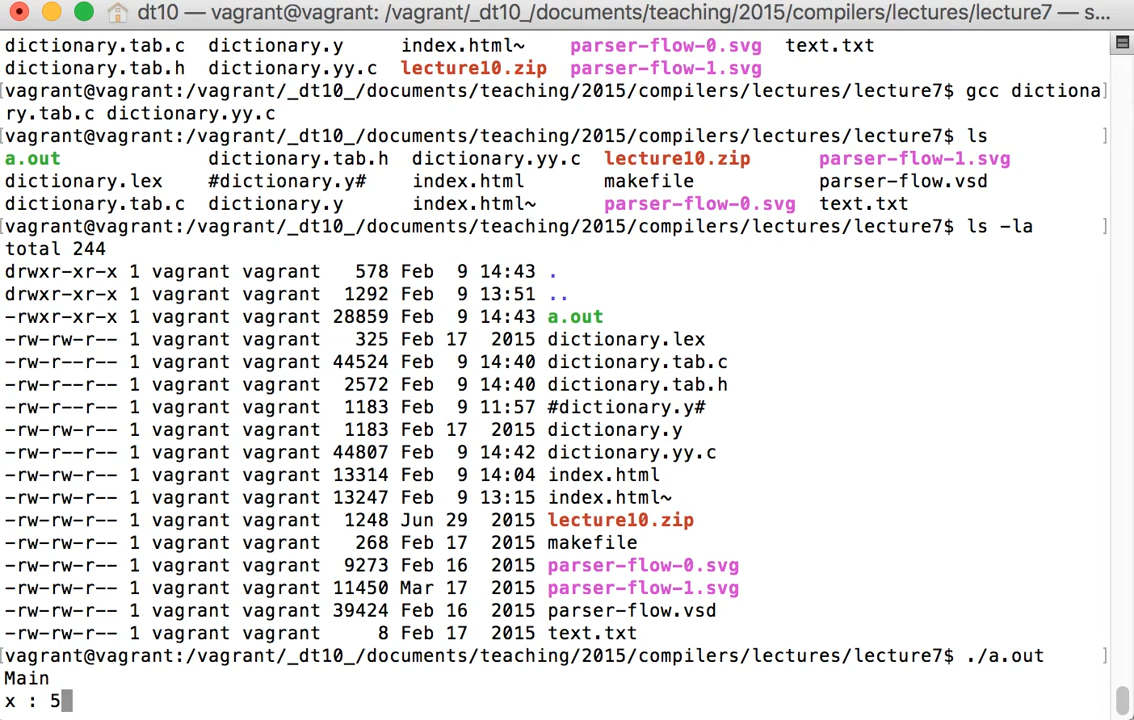 dt10 — vagrant@vagrant: /vagrant/_dt10_/documents/teaching/2015/compilers/lectures/lecture7 — s...
dictionary.tab.c  dictionary.y     index.html~    parser-flow-0.svg  text.txt
dictionary.tab.h  dictionary.yy.c  lecture10.zip  parser-flow-1.svg
[vagrant@vagrant:/vagrant/_dt10_/documents/teaching/2015/compilers/lectures/lecture7$ gcc dictiona]
ry.tab.c dictionary.yy.c
[vagrant@vagrant:/vagrant/_dt10_/documents/teaching/2015/compilers/lectures/lecture7$ ls ]
a.out             dictionary.tab.h  dictionary.yy.c  lecture10.zip      parser-flow-1.svg
dictionary.lex    #dictionary.y#    index.html       makefile           parser-flow.vsd
dictionary.tab.c  dictionary.y      index.html~      parser-flow-0.svg  text.txt
[vagrant@vagrant:/vagrant/_dt10_/documents/teaching/2015/compilers/lectures/lecture7$ ls -la ]
total 244
drwxr-xr-x 1 vagrant vagrant   578 Feb  9 14:43 .
drwxr-xr-x 1 vagrant vagrant  1292 Feb  9 13:51 ..
-rwxr-xr-x 1 vagrant vagrant 28859 Feb  9 14:43 a.out
-rw-rw-r-- 1 vagrant vagrant   325 Feb 17  2015 dictionary.lex
-rw-r--r-- 1 vagrant vagrant 44524 Feb  9 14:40 dictionary.tab.c
-rw-r--r-- 1 vagrant vagrant  2572 Feb  9 14:40 dictionary.tab.h
-rw-r--r-- 1 vagrant vagrant  1183 Feb  9 11:57 #dictionary.y#
-rw-rw-r-- 1 vagrant vagrant  1183 Feb 17  2015 dictionary.y
-rw-r--r-- 1 vagrant vagrant 44807 Feb  9 14:42 dictionary.yy.c
-rw-rw-r-- 1 vagrant vagrant 13314 Feb  9 14:04 index.html
-rw-rw-r-- 1 vagrant vagrant 13247 Feb  9 13:15 index.html~
-rw-rw-r-- 1 vagrant vagrant  1248 Jun 29  2015 lecture10.zip
-rw-rw-r-- 1 vagrant vagrant   268 Feb 17  2015 makefile
-rw-rw-r-- 1 vagrant vagrant  9273 Feb 16  2015 parser-flow-0.svg
-rw-rw-r-- 1 vagrant vagrant 11450 Mar 17  2015 parser-flow-1.svg
-rw-rw-r-- 1 vagrant vagrant 39424 Feb 16  2015 parser-flow.vsd
-rw-rw-r-- 1 vagrant vagrant     8 Feb 17  2015 text.txt
[vagrant@vagrant:/vagrant/_dt10_/documents/teaching/2015/compilers/lectures/lecture7$ ./a.out ]
Main
x : 5